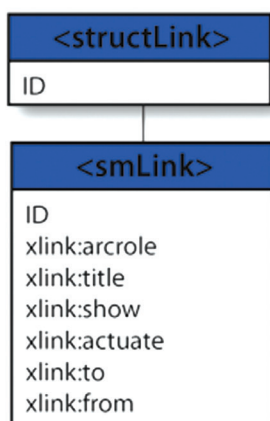 <structLink>
ID
<smLink>
ID
xlink:arcrole
xlink:title
xlink:show
xlink:actuate
xlink:to
xlink:from